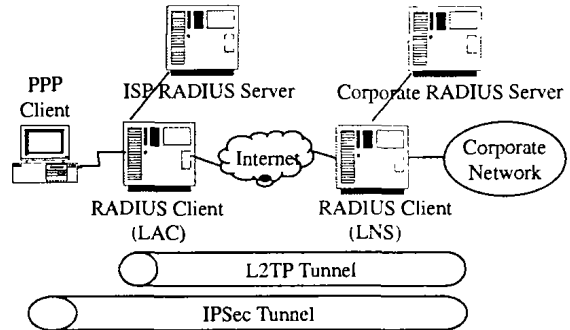 PPP
Client
ISP RADIUS Server
Corporate RADIUS Server
Internet
Corporate
Network
RADIUS Client
(LAC)
RADIUS Client
(LNS)
L2TP Tunnel
IPSec Tunnel